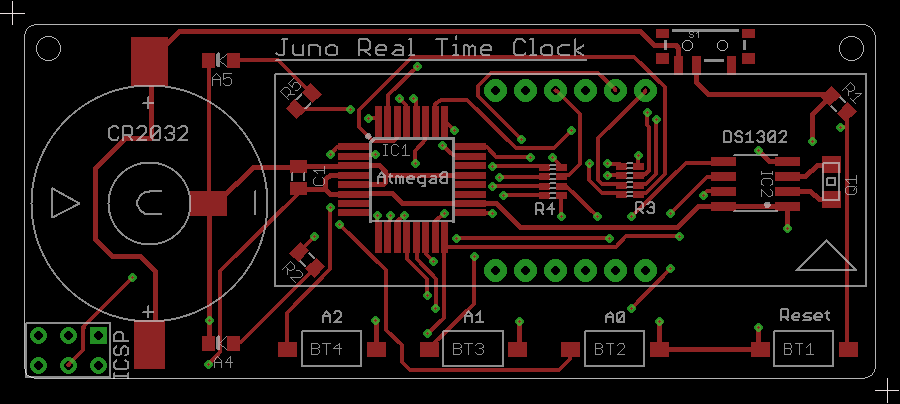 S1
Juno Real Time Clock
A5
R5
R1
CR2032
DS1302
IC1
Atmega8
C1
IC2
Q1
R4
R3
R2
A2
A1
A0
Reset
ICSP
A4
BT4
BT3
BT2
BT1